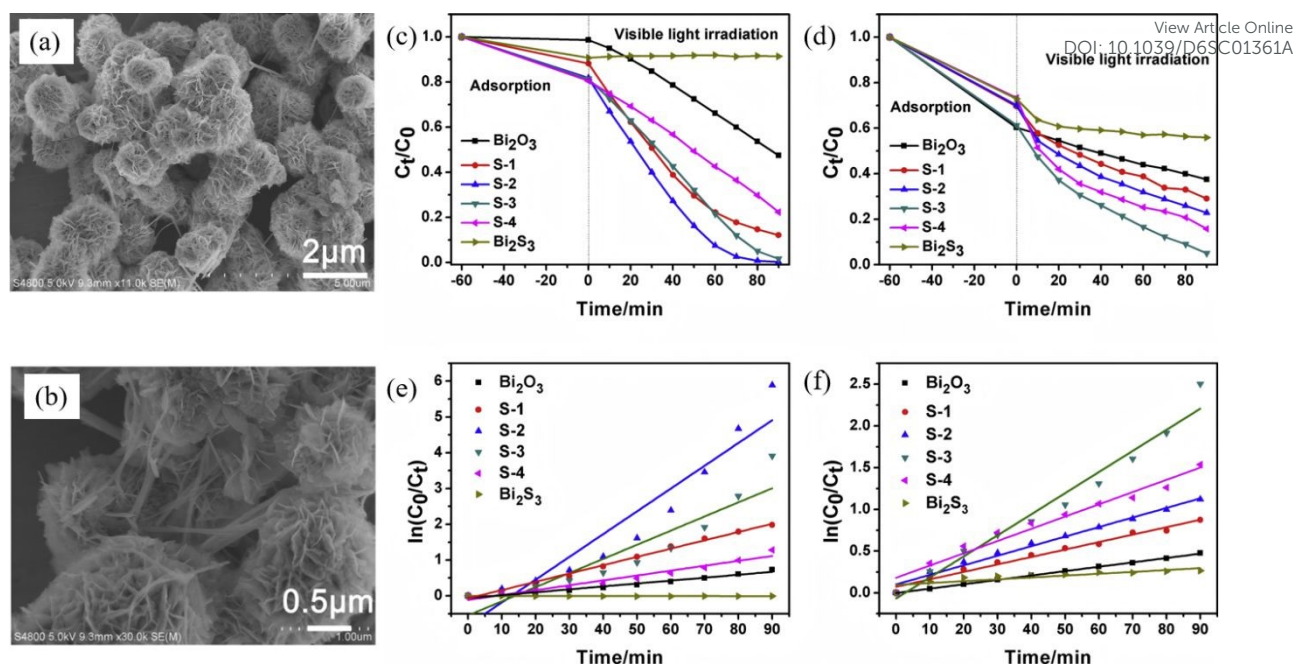 View Article Online
DOI: 10.1039/D6SC01361A
(a)
2μm
S4800 5.0kV 9.3mm x11.0k SE(M)
5.00um
(c)
Visible light irradiation
Adsorption
Bi₂O₃
S-1
S-2
S-3
S-4
Bi₂S₃
Cₜ/C₀
1.0
0.8
0.6
0.4
0.2
0.0
-60 -40 -20 0 20 40 60 80
Time/min
(d)
Visible light irradiation
Adsorption
Bi₂O₃
S-1
S-2
S-3
S-4
Bi₂S₃
Cₜ/C₀
1.0
0.8
0.6
0.4
0.2
0.0
-60 -40 -20 0 20 40 60 80
Time/min
(b)
0.5μm
S4800 5.0kV 9.3mm x30.0k SE(M)
1.00um
(e)
Bi₂O₃
S-1
S-2
S-3
S-4
Bi₂S₃
ln(C₀/Cₜ)
6
5
4
3
2
1
0
0 10 20 30 40 50 60 70 80 90
Time/min
(f)
Bi₂O₃
S-1
S-2
S-3
S-4
Bi₂S₃
ln(C₀/Cₜ)
2.5
2.0
1.5
1.0
0.5
0.0
0 10 20 30 40 50 60 70 80 90
Time/min